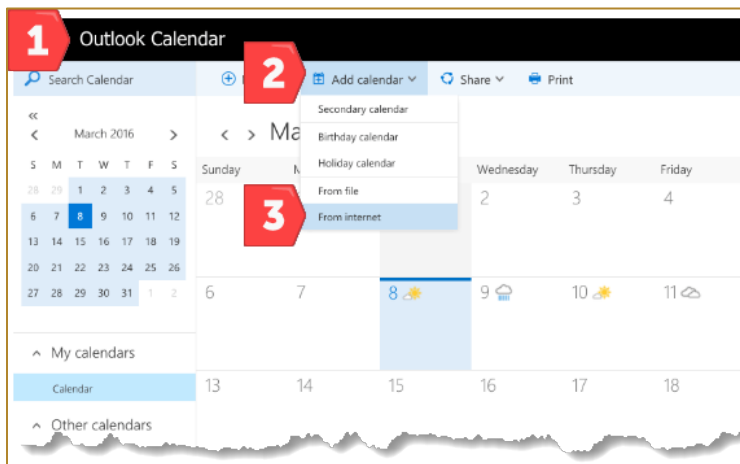 1 Outlook Calendar
Search Calendar 2 Add calendar Share Print
Secondary calendar
Birthday calendar
Holiday calendar
From file
3 From internet
« 
March 2016
S M T W T F S
28 29 1 2 3 4 5
6 7 8 9 10 11 12
13 14 15 16 17 18 19
20 21 22 23 24 25 26
27 28 29 30 31 1 2
My calendars
Calendar
Other calendars
Ma
Sunday M Wednesday Thursday Friday
28 2 3 4
6 7 8 9 10 11
13 14 15 16 17 18